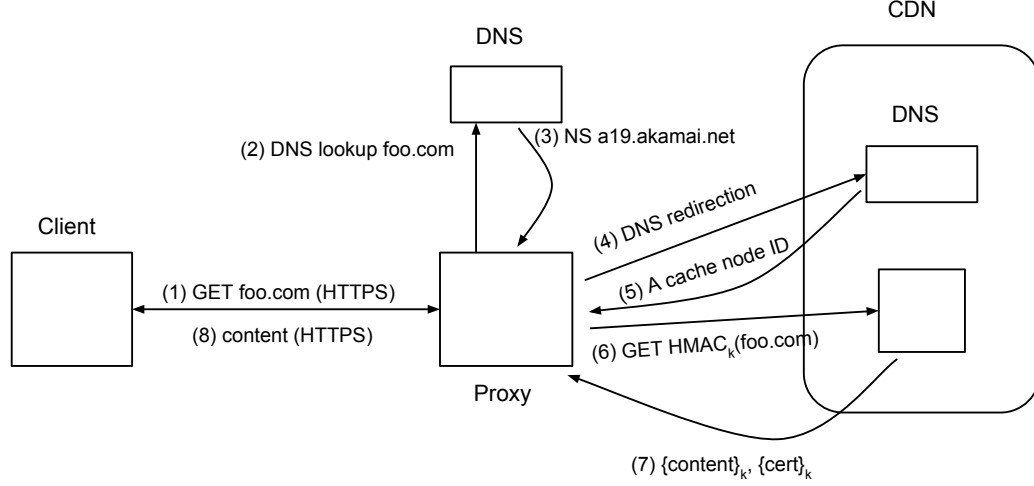 CDN
DNS
(2) DNS lookup foo.com
(3) NS a19.akamai.net
DNS
Client
(4) DNS redirection
(5) A cache node ID
(1) GET foo.com (HTTPS)
(8) content (HTTPS)
(6) GET HMACₖ(foo.com)
Proxy
(7) {content}ₖ, {cert}ₖ